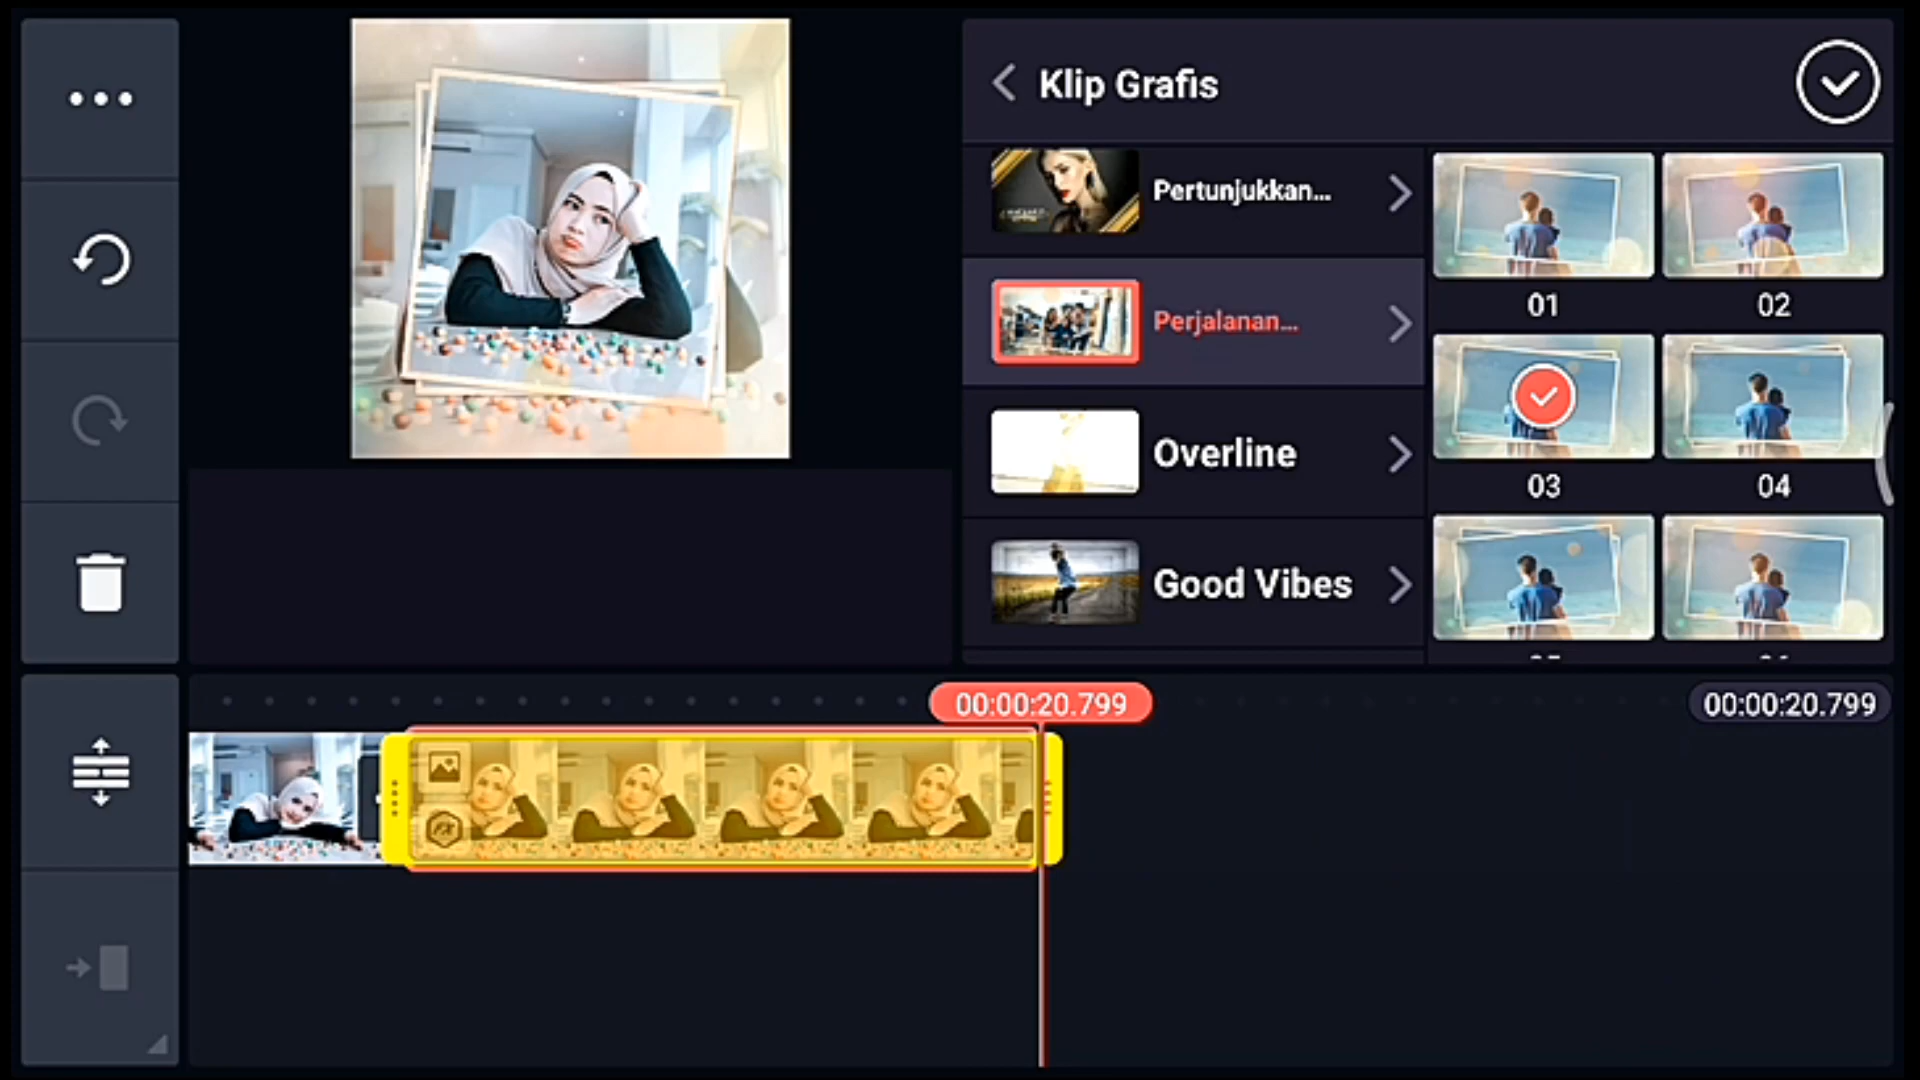 Klip Grafis
Pertunjukkan...
Perjalanan...
Overline
Good Vibes
01
02
03
04
00:00:20.799
00:00:20.799